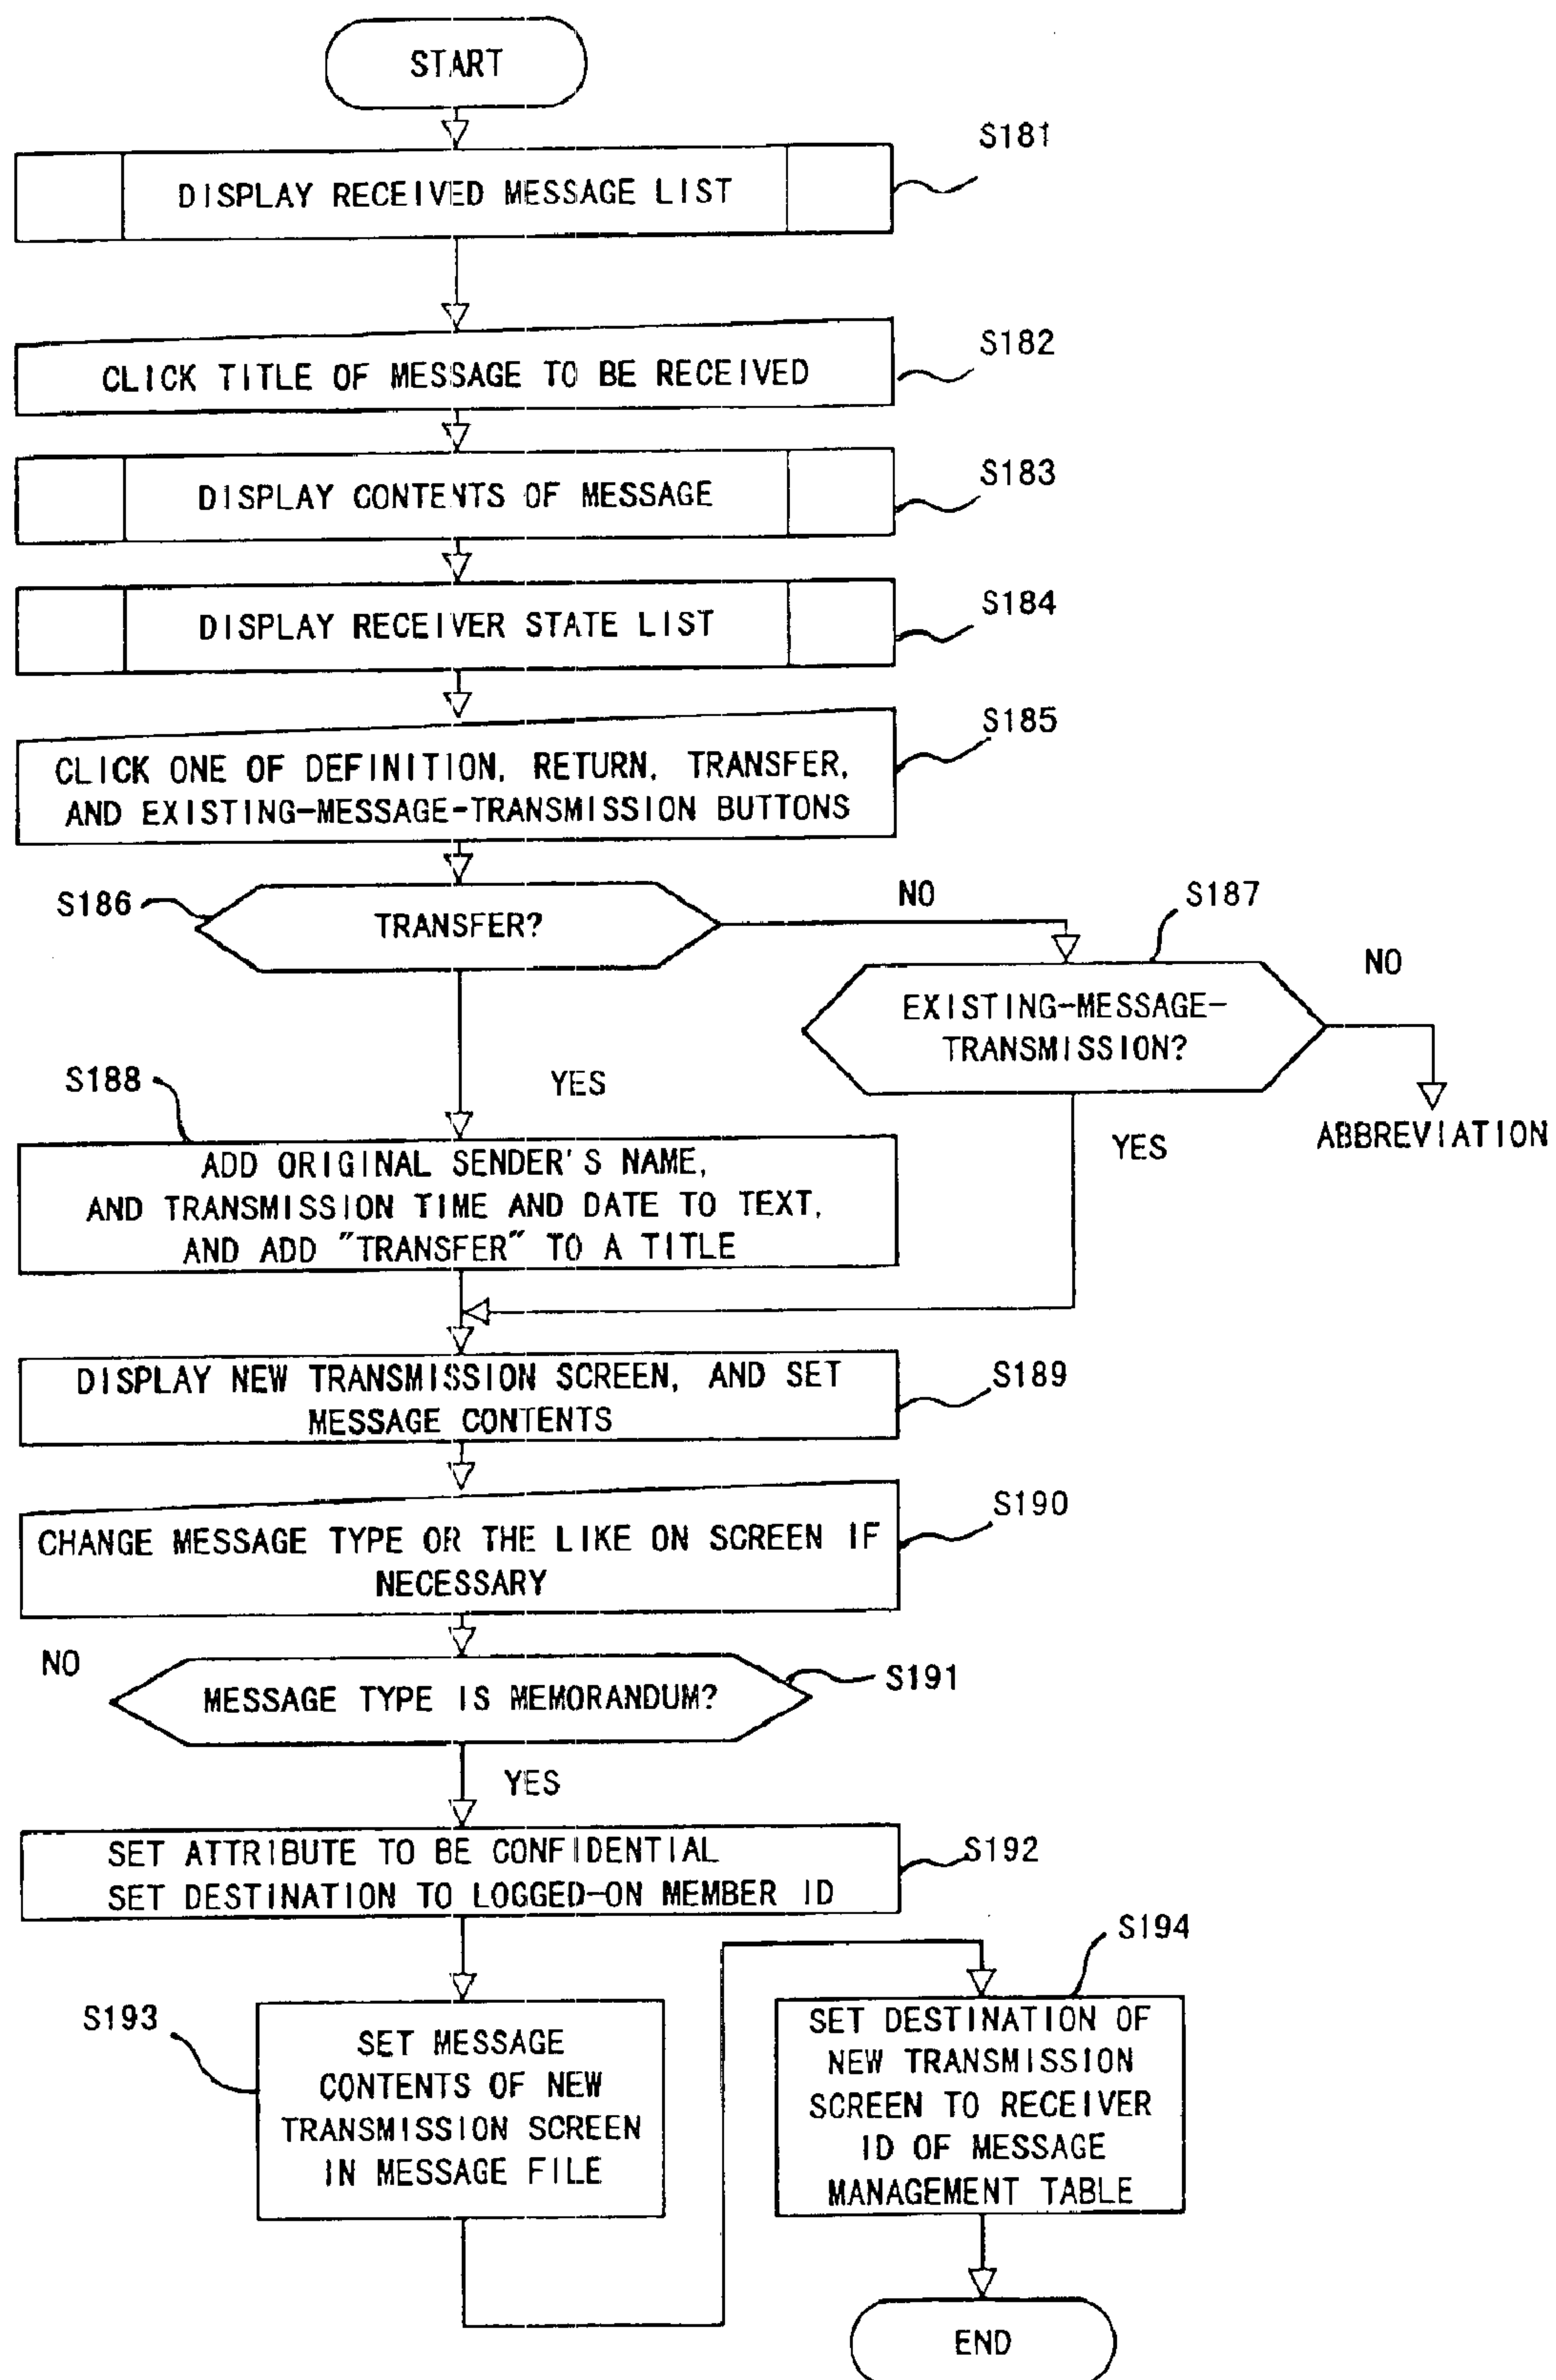 START
S181
DISPLAY RECEIVED MESSAGE LIST
S182
CLICK TITLE OF MESSAGE TO BE RECEIVED
S183
DISPLAY CONTENTS OF MESSAGE
S184
DISPLAY RECEIVER STATE LIST
S185
CLICK ONE OF DEFINITION, RETURN, TRANSFER,
AND EXISTING-MESSAGE-TRANSMISSION BUTTONS
S186
TRANSFER?
NO
S187
EXISTING-MESSAGE-
TRANSMISSION?
NO
ABBREVIATION
YES
YES
S188
ADD ORIGINAL SENDER'S NAME,
AND TRANSMISSION TIME AND DATE TO TEXT,
AND ADD "TRANSFER" TO A TITLE
S189
DISPLAY NEW TRANSMISSION SCREEN, AND SET
MESSAGE CONTENTS
S190
CHANGE MESSAGE TYPE OR THE LIKE ON SCREEN IF
NECESSARY
NO
S191
MESSAGE TYPE IS MEMORANDUM?
YES
S192
SET ATTRIBUTE TO BE CONFIDENTIAL
SET DESTINATION TO LOGGED-ON MEMBER ID
S193
SET MESSAGE
CONTENTS OF NEW
TRANSMISSION SCREEN
IN MESSAGE FILE
S194
SET DESTINATION OF
NEW TRANSMISSION
SCREEN TO RECEIVER
ID OF MESSAGE
MANAGEMENT TABLE
END